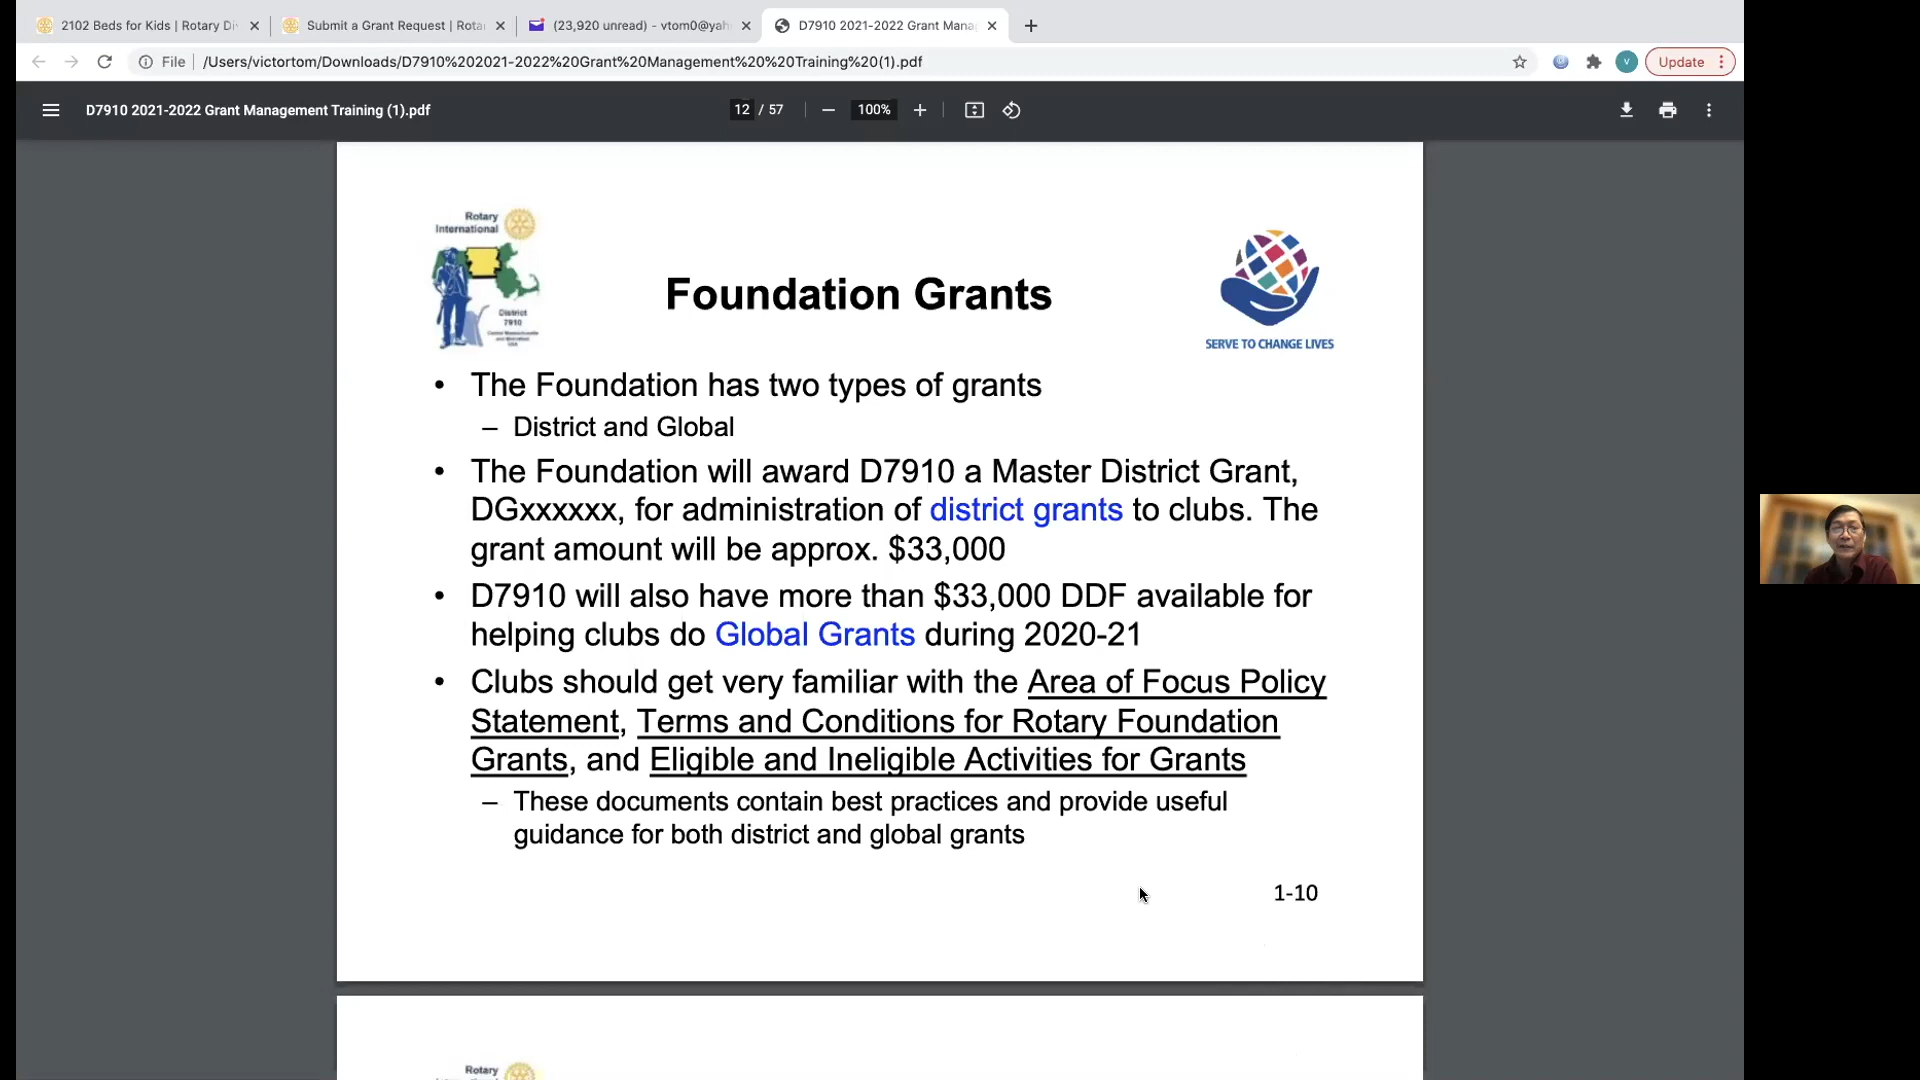 2102 Beds for Kids | Rotary Di
Submit a Grant Request | Rota
(23,920 unread) - vtom0@yah
D7910 2021-2022 Grant Mana
File
/Users/victortom/Downloads/D7910%202021-2022%20Grant%20Management%20%20Training%20(1).pdf
V
Update
D7910 2021-2022 Grant Management Training (1).pdf
12 / 57
100%
Rotary
International
District
7910
Foundation Grants
SERVE TO CHANGE LIVES
• The Foundation has two types of grants
– District and Global
• The Foundation will award D7910 a Master District Grant,
DGxxxxxx, for administration of district grants to clubs. The
grant amount will be approx. $33,000
• D7910 will also have more than $33,000 DDF available for
helping clubs do Global Grants during 2020-21
• Clubs should get very familiar with the Area of Focus Policy
Statement, Terms and Conditions for Rotary Foundation
Grants, and Eligible and Ineligible Activities for Grants
– These documents contain best practices and provide useful
guidance for both district and global grants
1-10
Rotary